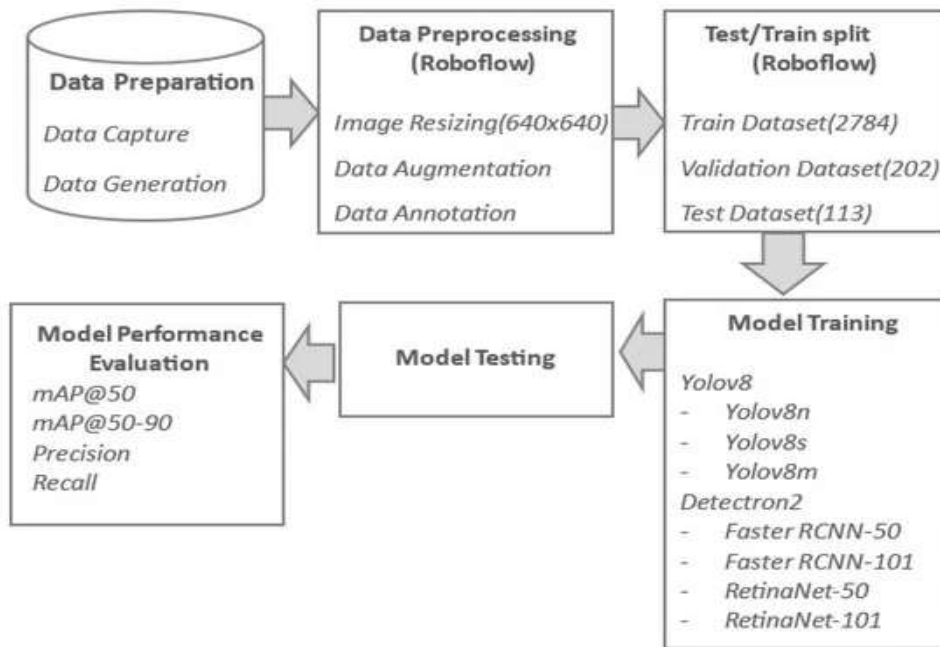 Data Preparation
Data Capture
Data Generation
Data Preprocessing
(Roboflow)
Image Resizing(640x640)
Data Augmentation
Data Annotation
Test/Train split
(Roboflow)
Train Dataset(2784)
Validation Dataset(202)
Test Dataset(113)
Model Training
Yolov8
- Yolov8n
- Yolov8s
- Yolov8m
Detectron2
- Faster RCNN-50
- Faster RCNN-101
- RetinaNet-50
- RetinaNet-101
Model Testing
Model Performance
Evaluation
mAP@50
mAP@50-90
Precision
Recall